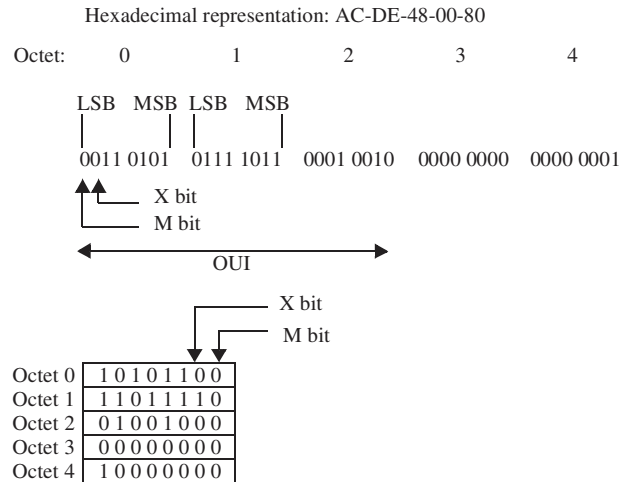 Hexadecimal representation: AC-DE-48-00-80
Octet: 0 1 2 3 4
LSB MSB LSB MSB
0011 0101 0111 1011 0001 0010 0000 0000 0000 0001
X bit
M bit
OUI
X bit
M bit
Octet 0 1 0 1 0 1 1 0 0
Octet 1 1 1 0 1 1 1 1 0
Octet 2 0 1 0 0 1 0 0 0
Octet 3 0 0 0 0 0 0 0 0
Octet 4 1 0 0 0 0 0 0 0